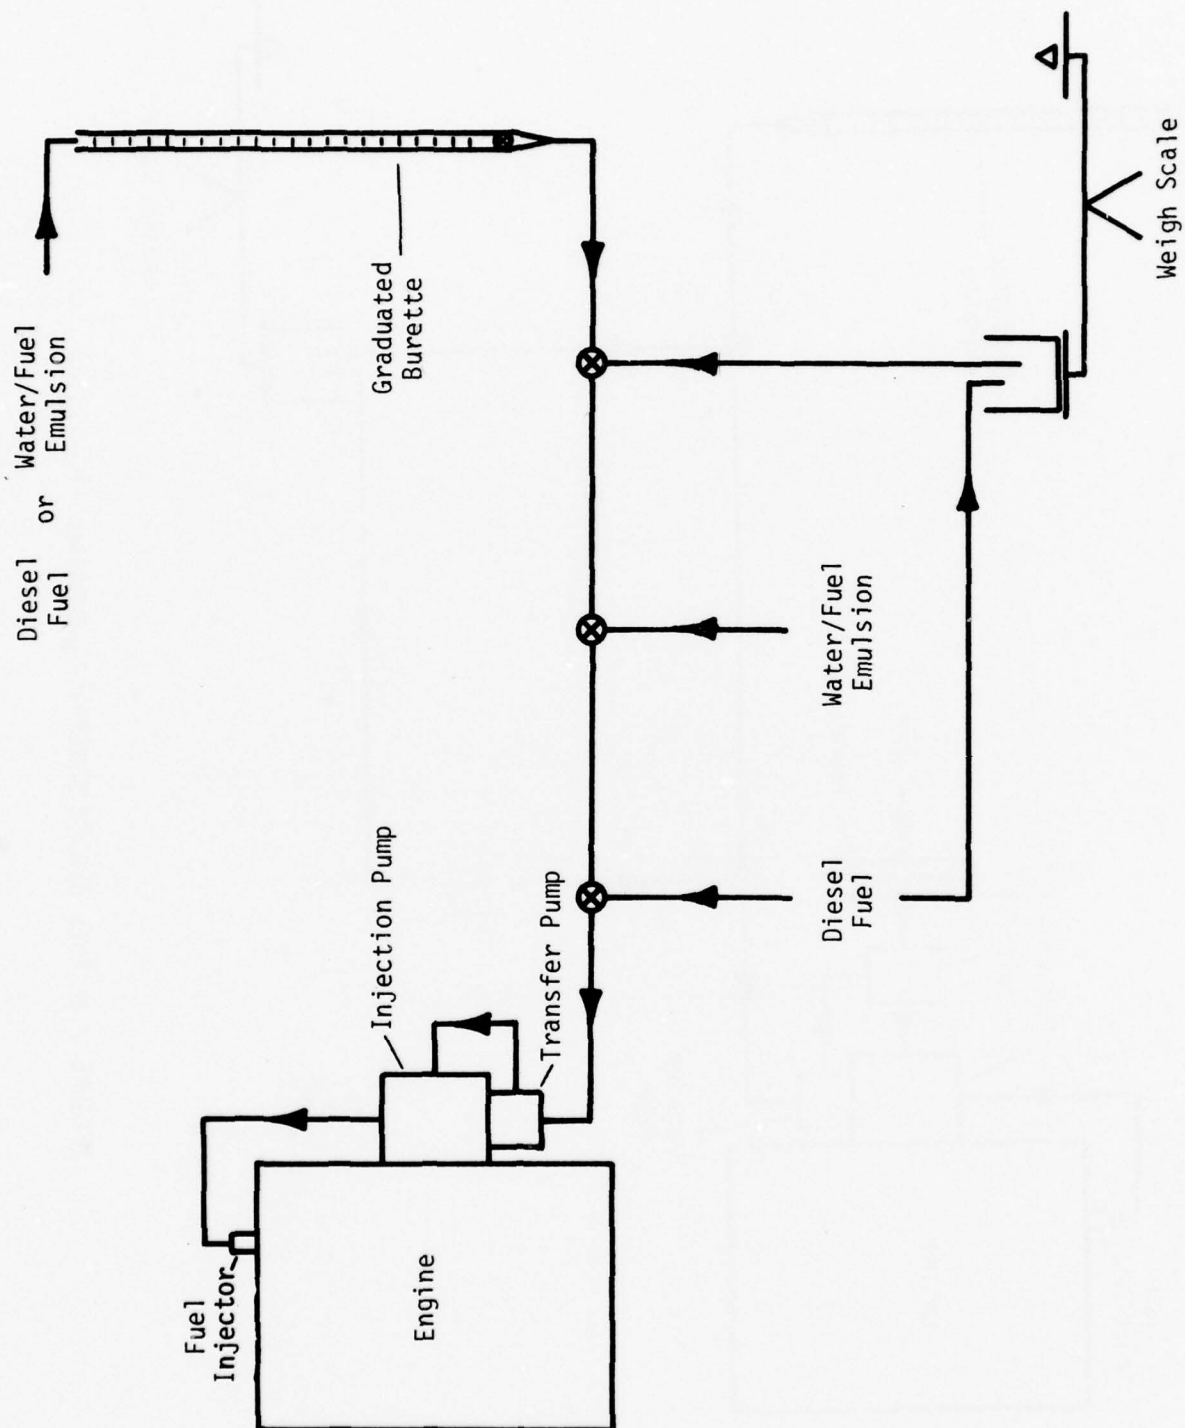 Diesel
Fuel
or
Water/Fuel
Emulsion
Fuel
Injector
Injection Pump
Graduated
Burette
Engine
Transfer Pump
Diesel
Fuel
Water/Fuel
Emulsion
Weigh Scale